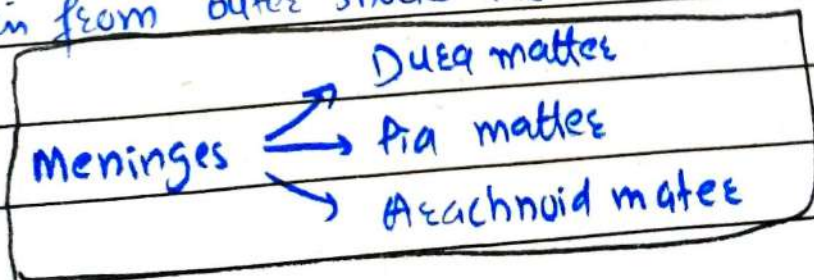 in from outer
Dura matter
Meninges → Pia matter
Arachnoid mater